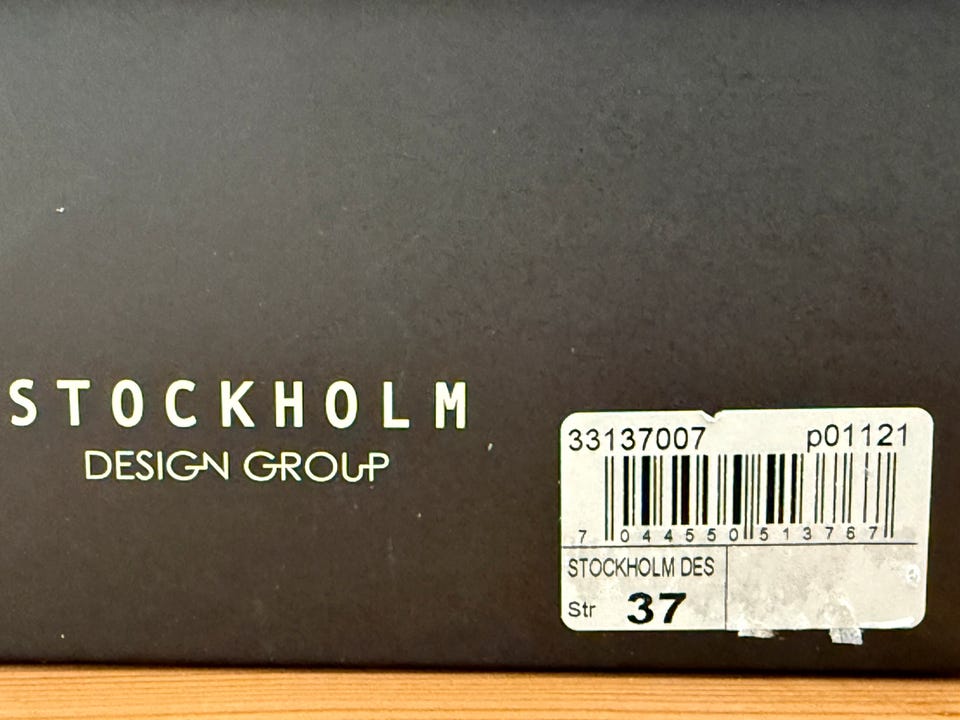 STOCKHOLM
DESIGN GROUP
33137007 p01121
7 044550 513767
STOCKHOLM DES
Str 37